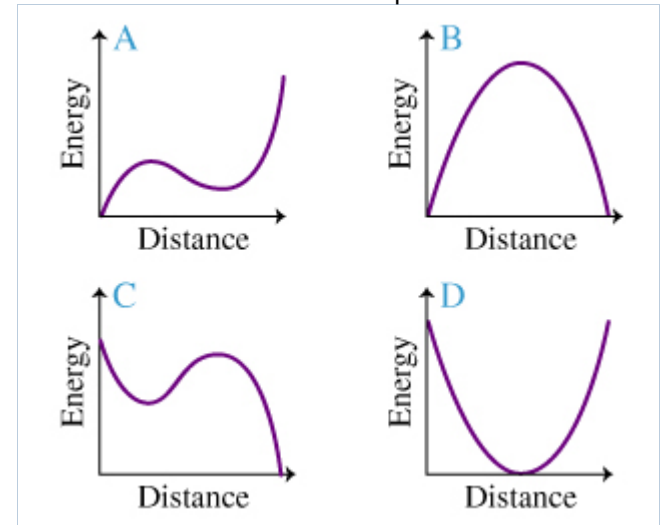 A
Energy
Distance
B
Energy
Distance
C
Energy
Distance
D
Energy
Distance